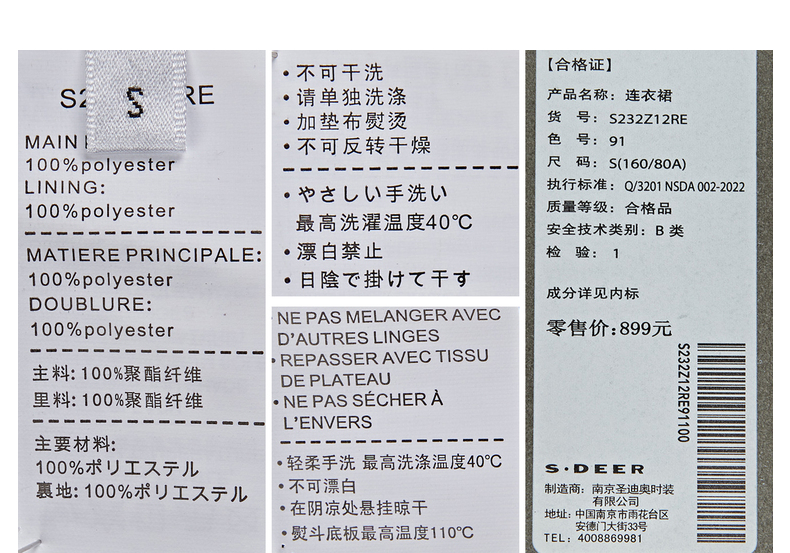 S
MAIN
100%polyester
LINING:
100%polyester
MATIERE PRINCIPALE:
100%polyester
DOUBLURE:
100%polyester
主料: 100%聚酯纤维
里料: 100%聚酯纤维
主要材料:
100%ポリエステル
裏地: 100%ポリエステル
• 不可干洗
• 请单独洗涤
• 加垫布熨烫
• 不可反转干燥
• やさしい手洗い
最高洗濯温度40℃
• 漂白禁止
• 日陰で掛けて干す
NE PAS MELANGER AVEC
D'AUTRES LINGES
• REPASSER AVEC TISSU
DE PLATEAU
• NE PAS SÉCHER À
L'ENVERS
• 轻柔手洗 最高洗涤温度40℃
• 不可漂白
• 在阴凉处悬挂晾干
• 熨斗底板最高温度110℃
【合格证】
产品名称: 连衣裙
货 号: S232Z12RE
色 号: 91
尺 码: S(160/80A)
执行标准: Q/3201 NSDA 002-2022
质量等级: 合格品
安全技术类别: B 类
检 验: 1
成分详见内标
零售价: 899元
S232Z12RE91100
S·DEER
制造商: 南京圣迪奥时装
有限公司
地址: 中国南京市雨花台区
安德门大街33号
TEL: 4008869981